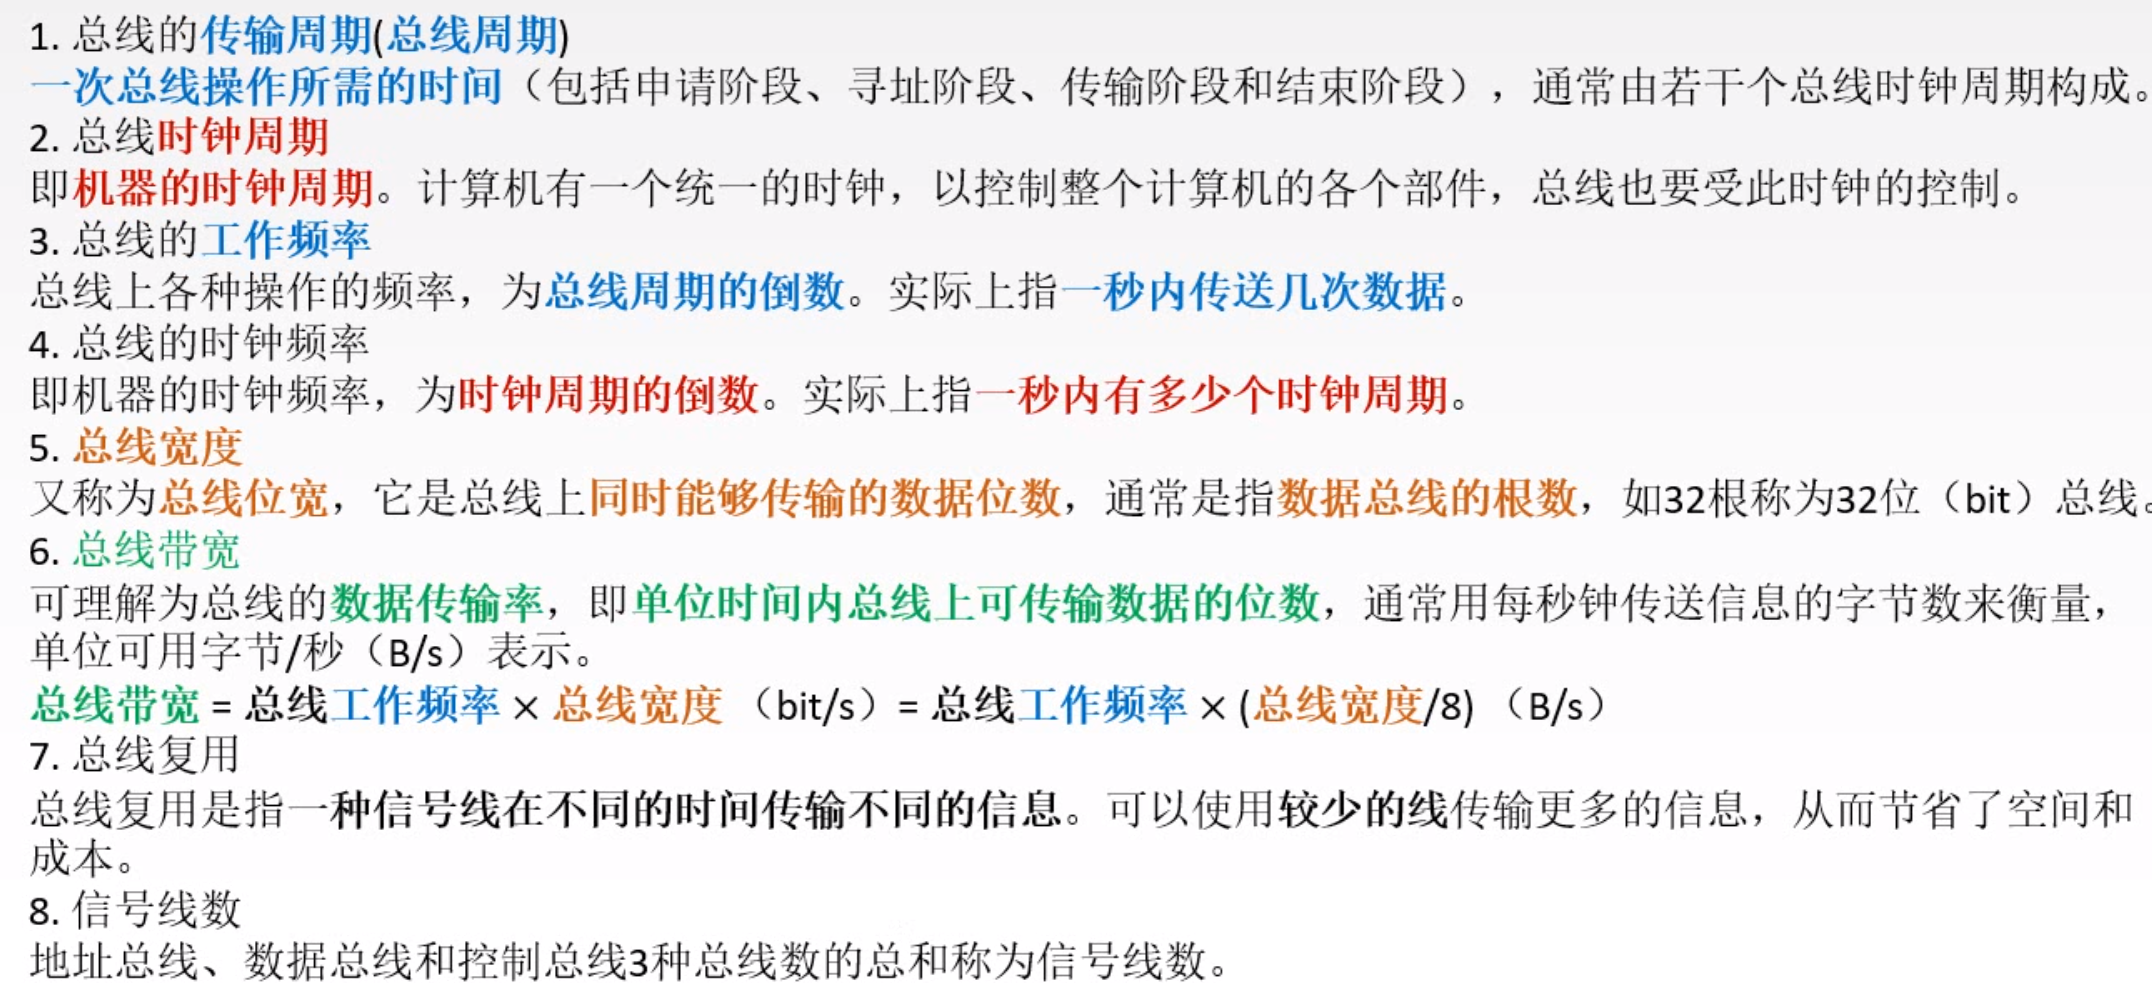 1. 总线的传输周期(总线周期)
一次总线操作所需的时间（包括申请阶段、寻址阶段、传输阶段和结束阶段），通常由若干个总线时钟周期构成。
2. 总线时钟周期
即机器的时钟周期。计算机有一个统一的时钟，以控制整个计算机的各个部件，总线也要受此时钟的控制。
3. 总线的工作频率
总线上各种操作的频率，为总线周期的倒数。实际上指一秒内传送几次数据。
4. 总线的时钟频率
即机器的时钟频率，为时钟周期的倒数。实际上指一秒内有多少个时钟周期。
5. 总线宽度
又称为总线位宽，它是总线上同时能够传输的数据位数，通常是指数据总线的根数，如32根称为32位（bit）总线。
6. 总线带宽
可理解为总线的数据传输率，即单位时间内总线上可传输数据的位数，通常用每秒钟传送信息的字节数来衡量，
单位可用字节/秒（B/s）表示。
总线带宽 = 总线工作频率 × 总线宽度 （bit/s）= 总线工作频率 × (总线宽度/8) （B/s）
7. 总线复用
总线复用是指一种信号线在不同的时间传输不同的信息。可以使用较少的线传输更多的信息，从而节省了空间和
成本。
8. 信号线数
地址总线、数据总线和控制总线3种总线数的总和称为信号线数。